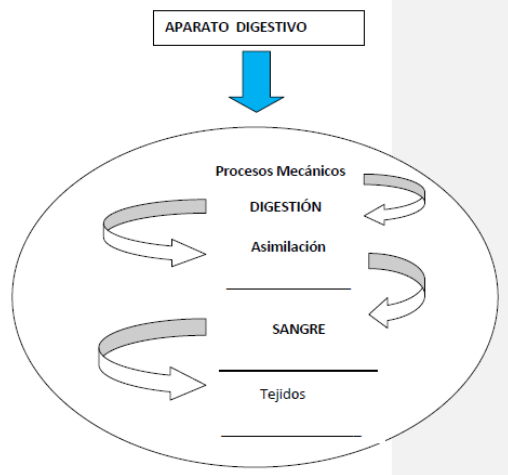 APARATO DIGESTIVO
Procesos Mecánicos
DIGESTIÓN
Asimilación
SANGRE
Tejidos